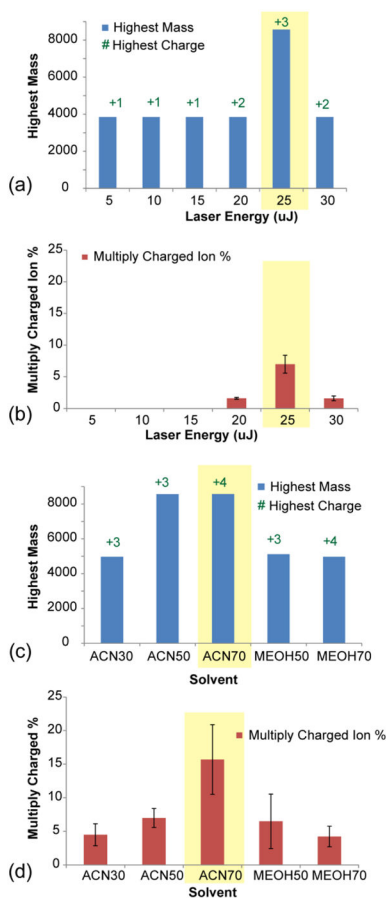 +3
8000
Highest Mass
# Highest Charge
Highest Mass
6000
+1 +1 +1 +2 +2
4000
2000
0
(a)
5 10 15 20 25 30
Laser Energy (uJ)
25
Multiply Charged Ion %
Multiply Charged Ion %
20
15
10
5
0
(b)
5 10 15 20 25 30
Laser Energy (uJ)
+3 +4
8000
Highest Mass
# Highest Charge
Highest Mass
6000
+3 +3 +4
4000
2000
0
(c)
ACN30 ACN50 ACN70 MEOH50 MEOH70
Solvent
25
Multiply Charged %
20
Multiply Charged Ion %
15
10
5
0
(d)
ACN30 ACN50 ACN70 MEOH50 MEOH70
Solvent